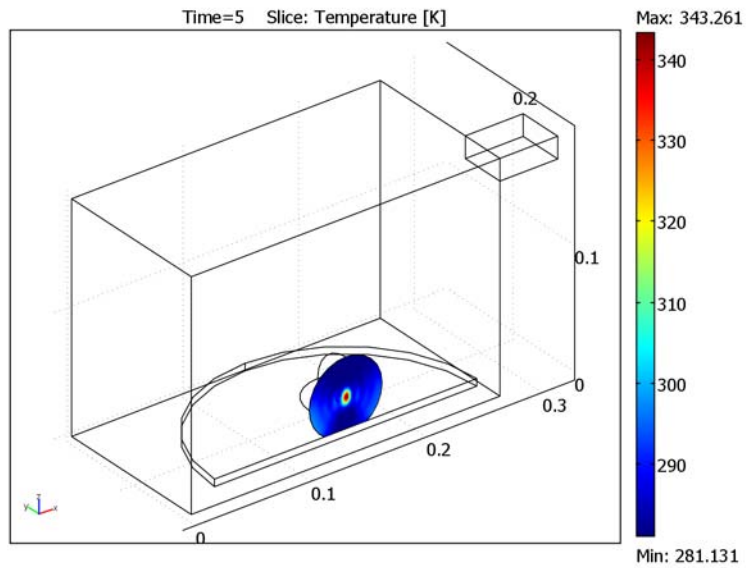 Time=5 Slice: Temperature [K]
Max: 343.261
340
330
320
310
300
290
Min: 281.131
0.2
0.1
0
0.3
0.2
0.1
0
z
y
x